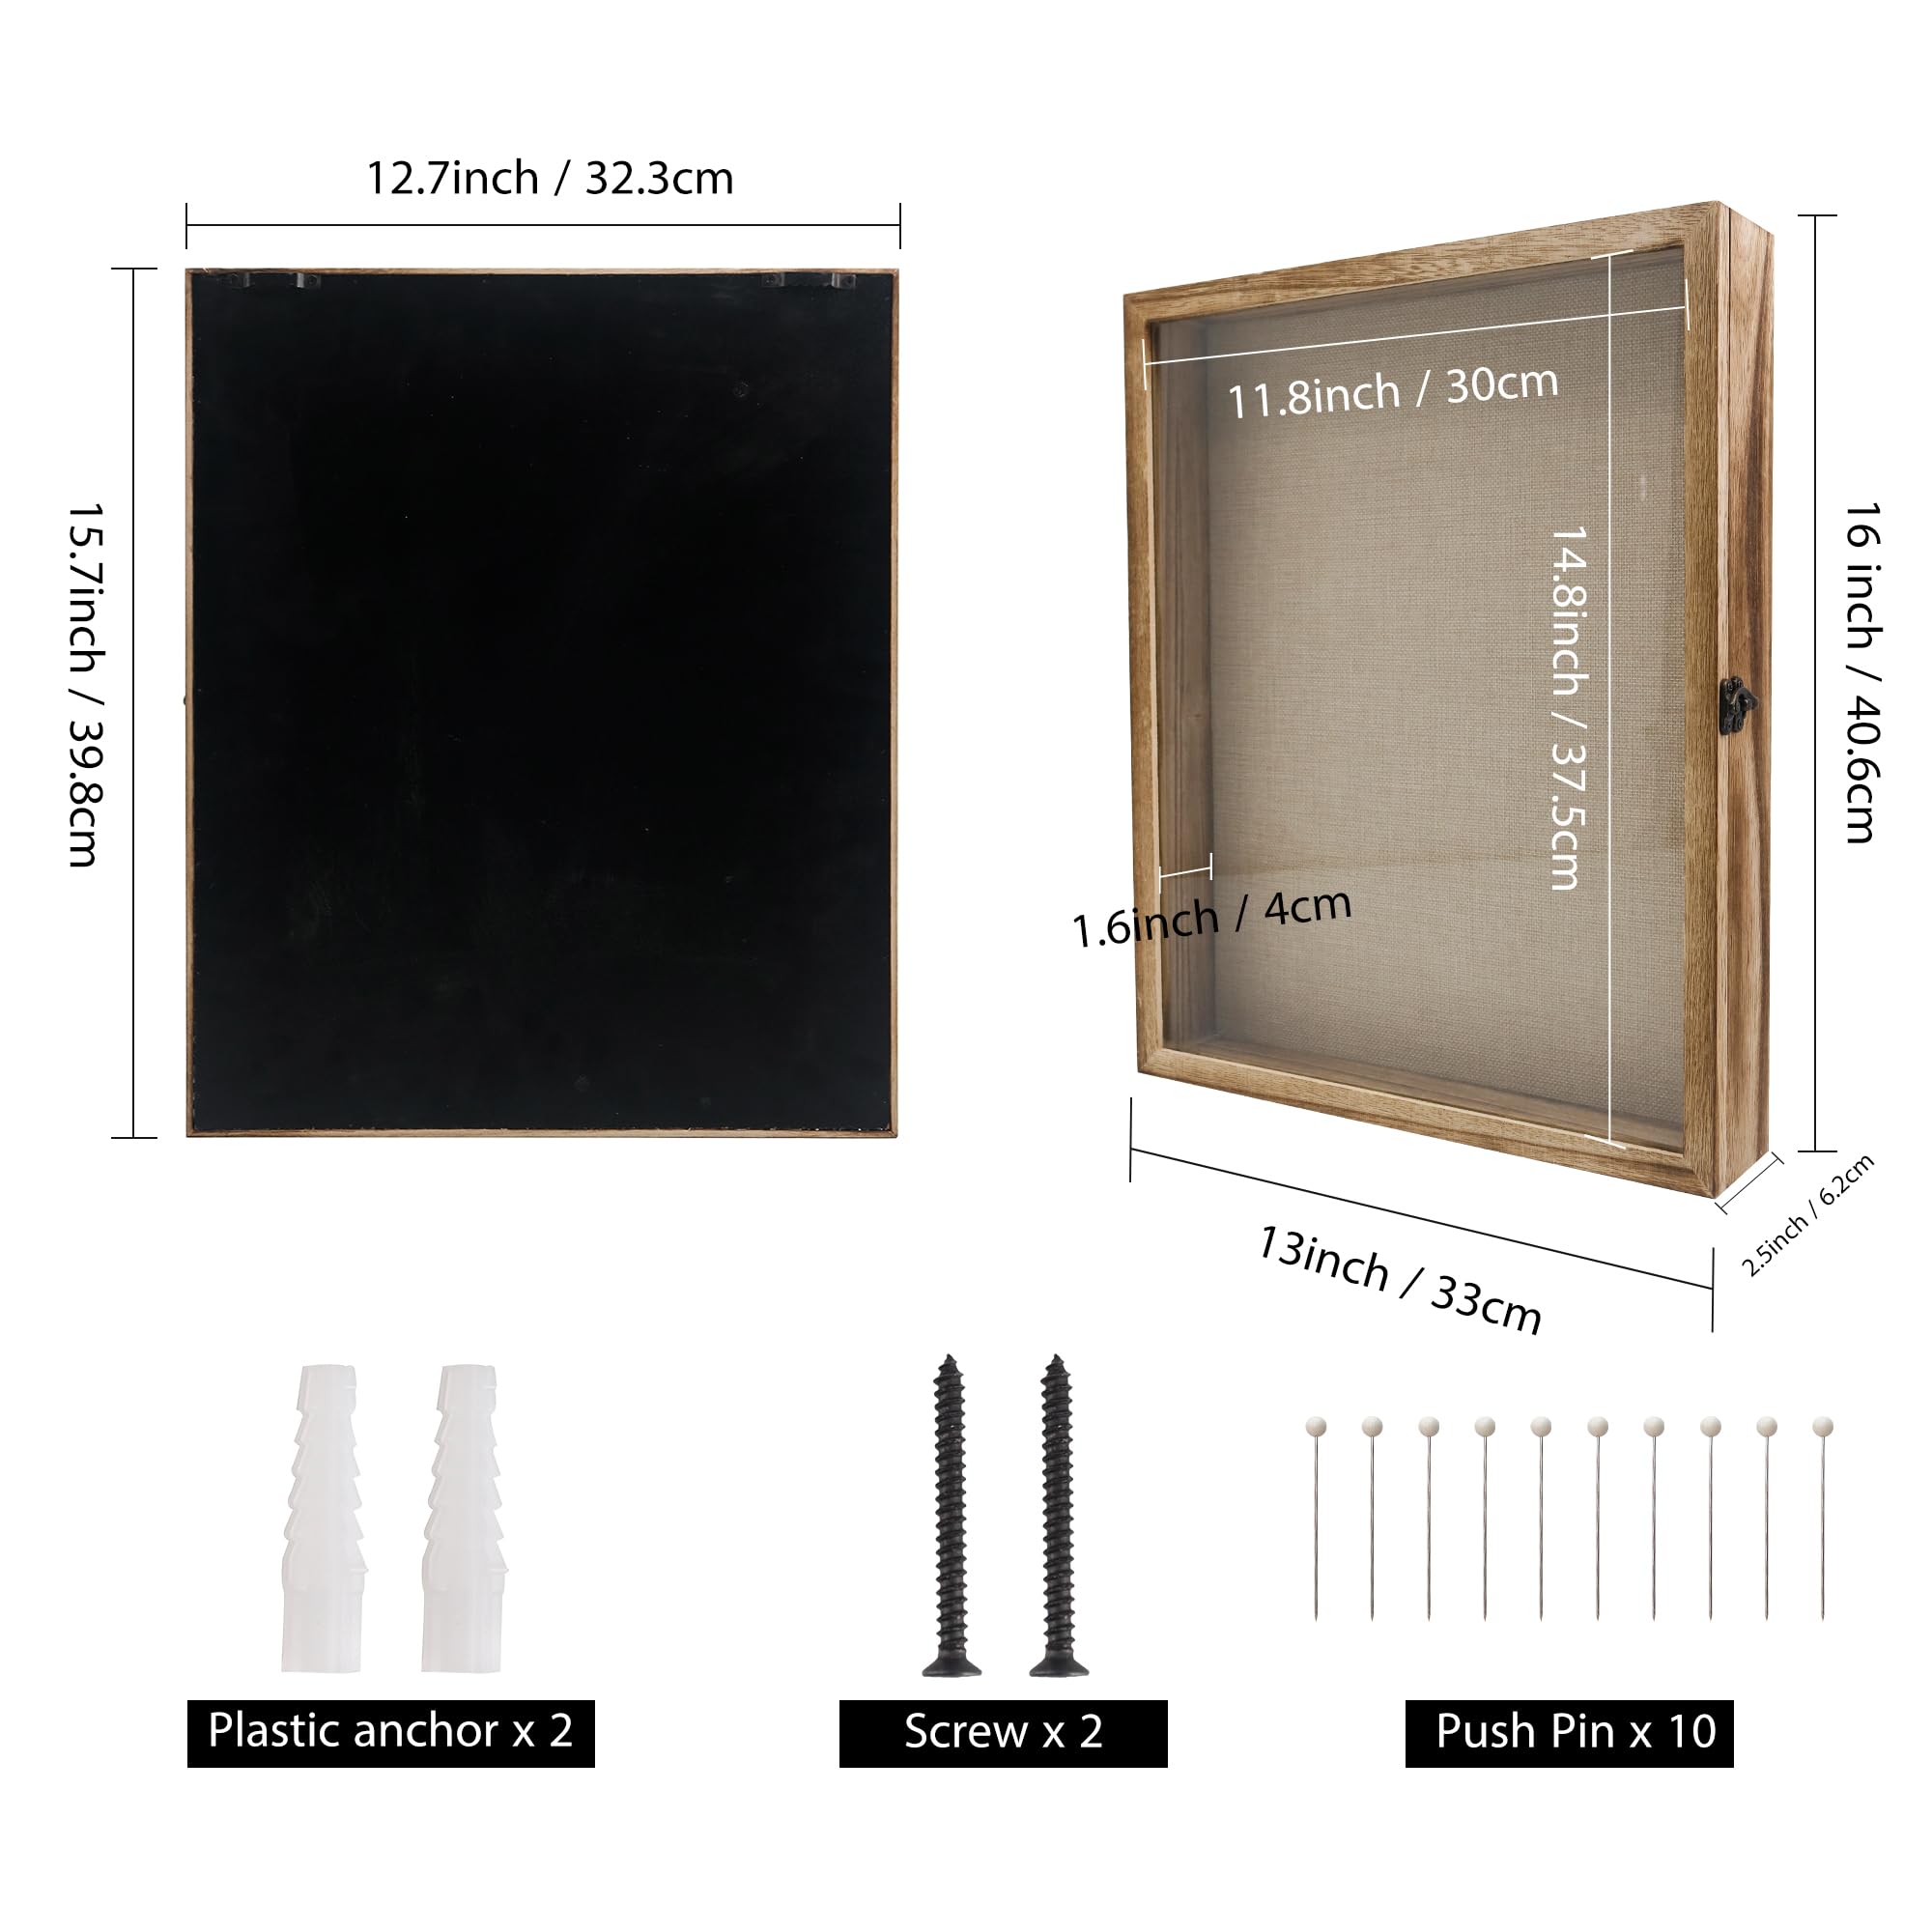 12.7inch / 32.3cm
15.7inch / 39.8cm
11.8inch / 30cm
14.8inch / 37.5cm
16 inch / 40.6cm
1.6inch / 4cm
13inch / 33cm
2.5inch / 6.2cm
Plastic anchor x 2
Screw x 2
Push Pin x 10